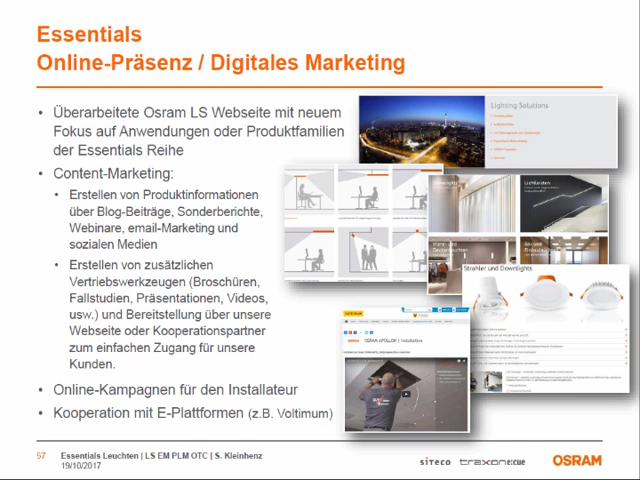 Essentials
Online-Präsenz / Digitales Marketing
• Überarbeitete Osram LS Webseite mit neuem
Fokus auf Anwendungen oder Produktfamilien
der Essentials Reihe
• Content-Marketing:
• Erstellen von Produktinformationen
über Blog-Beiträge, Sonderberichte,
Webinare, email-Marketing und
sozialen Medien
• Erstellen von zusätzlichen
Vertriebswerkzeugen (Broschüren,
Fallstudien, Präsentationen, Videos,
usw.) und Bereitstellung über unsere
Webseite oder Kooperationspartner
zum einfachen Zugang für unsere
Kunden.
• Online-Kampagnen für den Installateur
• Kooperation mit E-Plattformen (z.B. Voltimum)
Lighting Solutions
Lichtleisten
Strahler und Downlights
OSRAM APOLLON | Installation
57 Essentials Leuchten | LS EM PLM OTC | S. Kleinhenz
19/10/2017
siteco traxon e:cue OSRAM